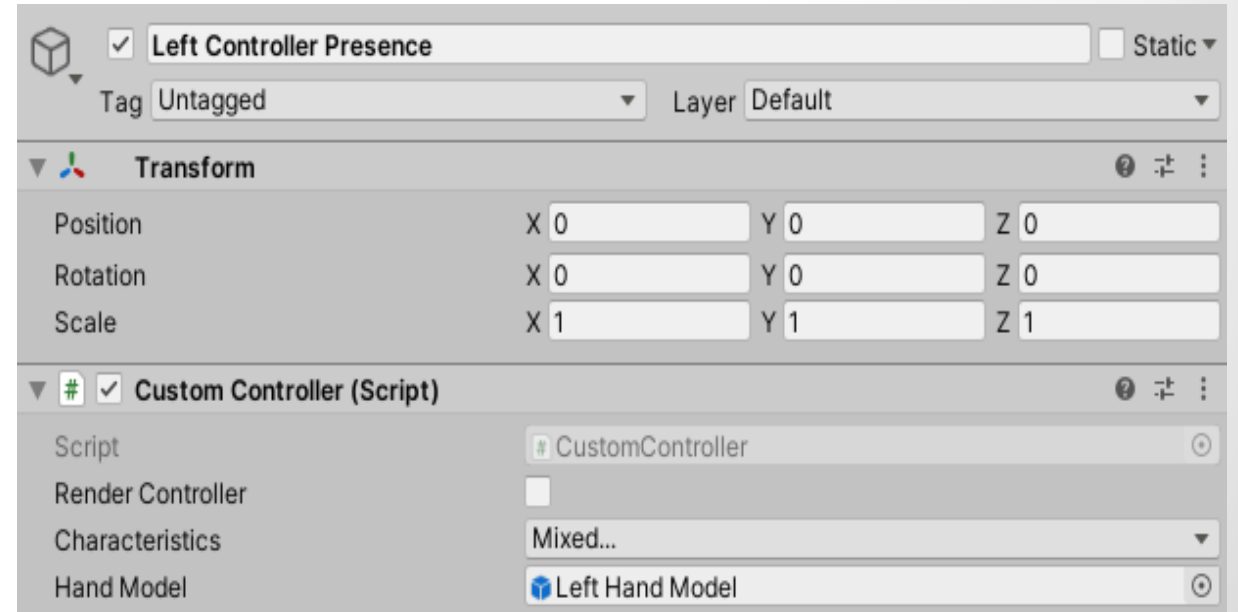 Left Controller Presence Static
Tag Untagged Layer Default
Transform
Position X 0 Y 0 Z 0
Rotation X 0 Y 0 Z 0
Scale X 1 Y 1 Z 1
# Custom Controller (Script)
Script # CustomController
Render Controller
Characteristics Mixed...
Hand Model Left Hand Model